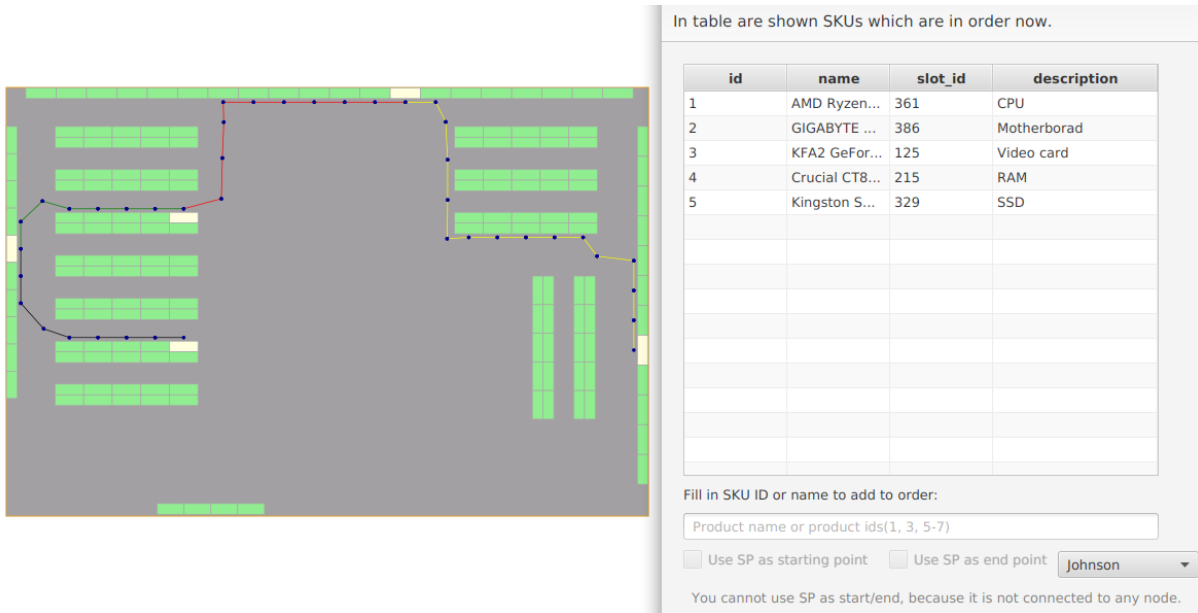 In table are shown SKUs which are in order now.
id name slot_id description
1 AMD Ryzen... 361 CPU
2 GIGABYTE ... 386 Motherborad
3 KFA2 GeFor... 125 Video card
4 Crucial CT8... 215 RAM
5 Kingston S... 329 SSD
Fill in SKU ID or name to add to order:
Product name or product ids(1, 3, 5-7)
Use SP as starting point Use SP as end point Johnson
You cannot use SP as start/end, because it is not connected to any node.